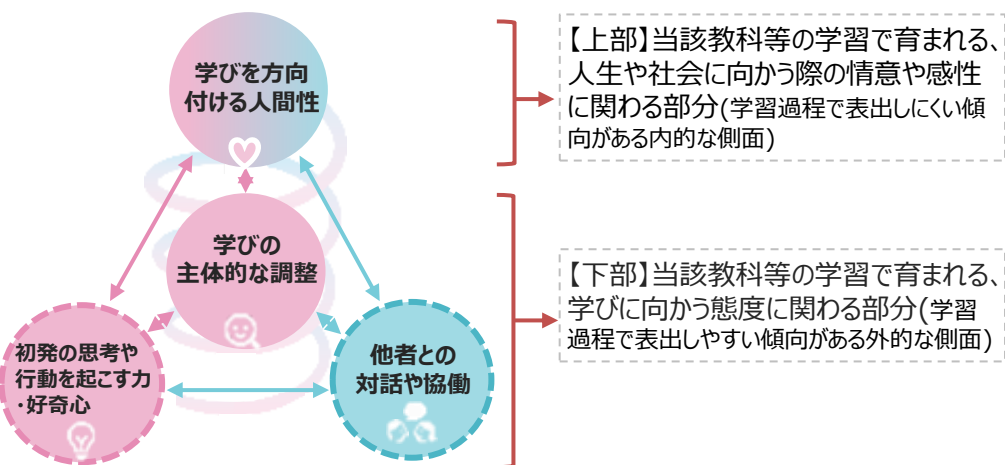 学びを方向
付ける人間性
学びの
主体的な調整
初発の思考や
行動を起こす力
・好奇心
他者との
対話や協働
【上部】当該教科等の学習で育まれる、
人生や社会に向かう際の情意や感性
に関わる部分(学習過程で表出しにくい傾
向がある内的な側面)
【下部】当該教科等の学習で育まれる、
学びに向かう態度に関わる部分(学習
過程で表出しやすい傾向がある外的な側面)